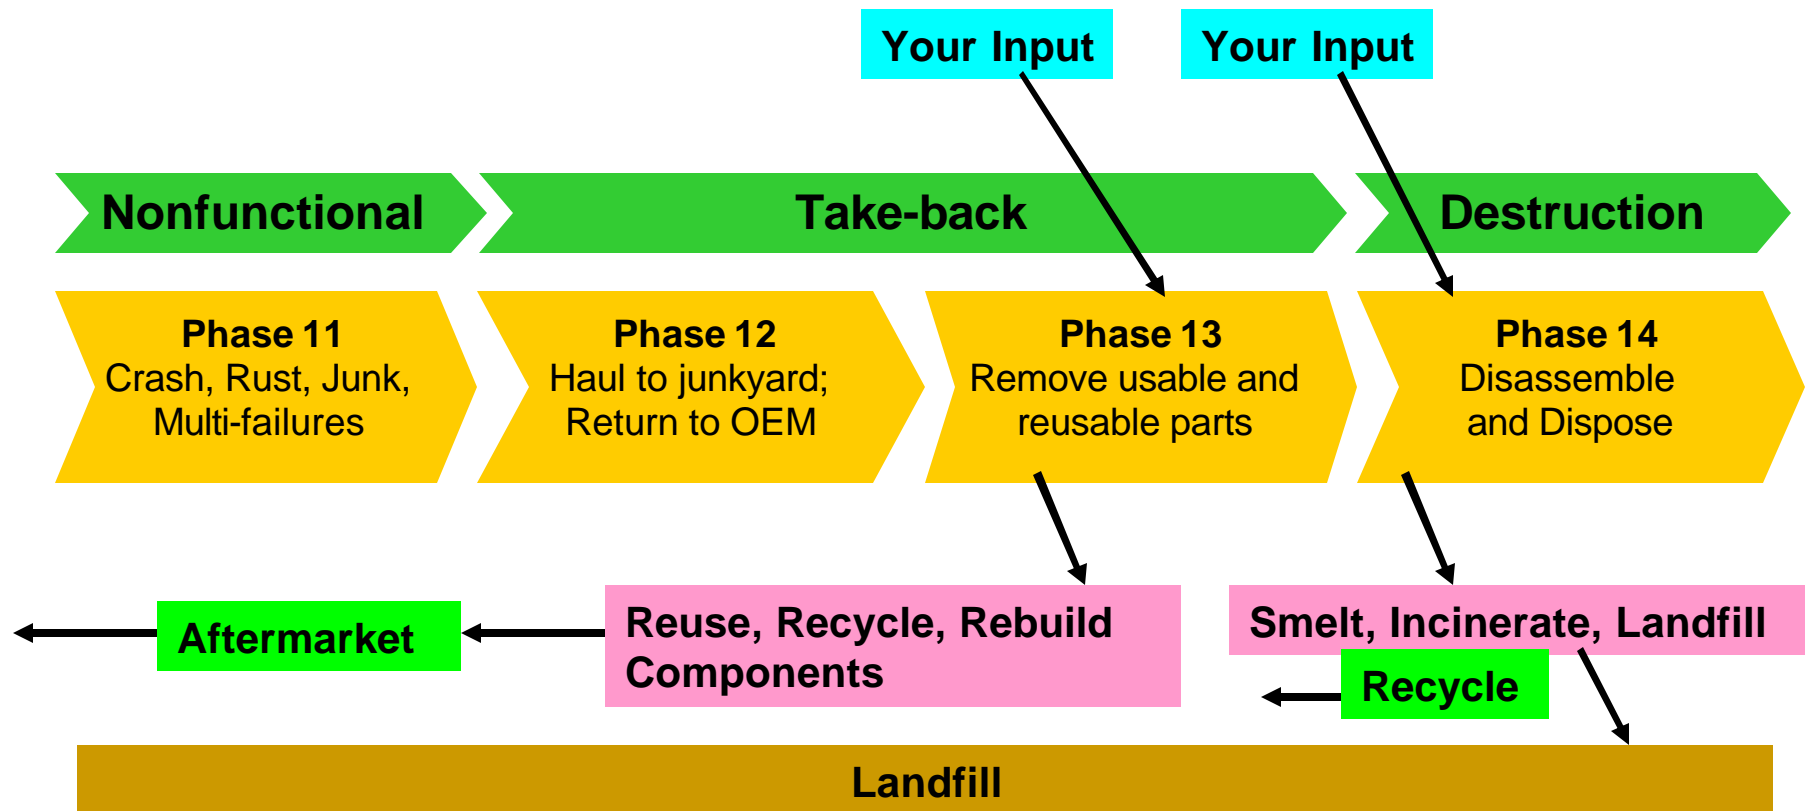 Your Input
Your Input
Nonfunctional
Take-back
Destruction
Phase 11
Crash, Rust, Junk,
Multi-failures
Phase 12
Haul to junkyard;
Return to OEM
Phase 13
Remove usable and
reusable parts
Phase 14
Disassemble
and Dispose
Aftermarket
Reuse, Recycle, Rebuild
Components
Smelt, Incinerate, Landfill
Recycle
Landfill